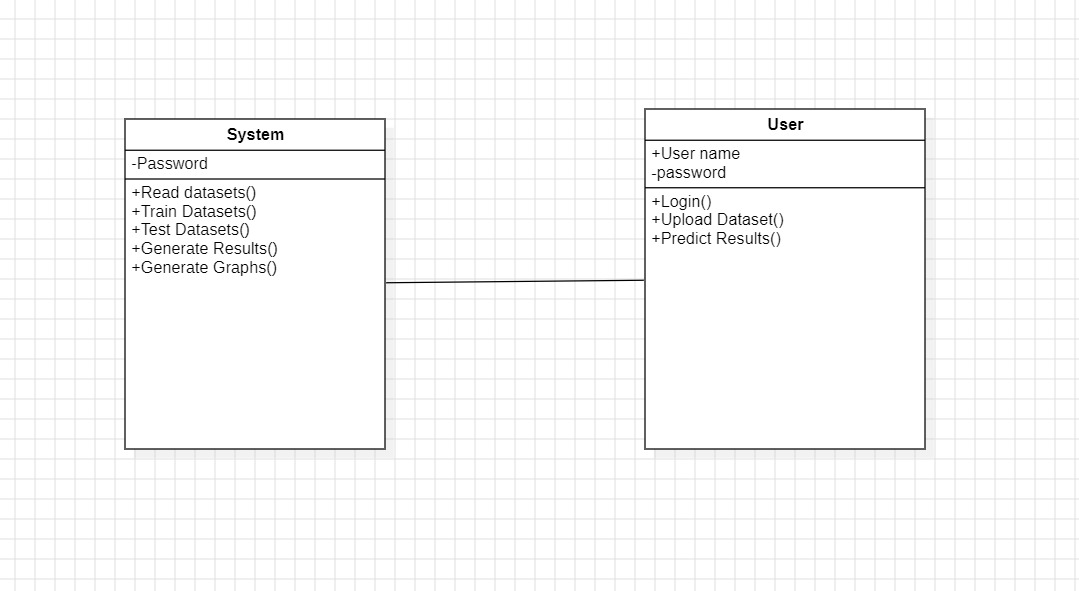 System
-Password
+Read datasets()
+Train Datasets()
+Test Datasets()
+Generate Results()
+Generate Graphs()
User
+User name
-password
+Login()
+Upload Dataset()
+Predict Results()